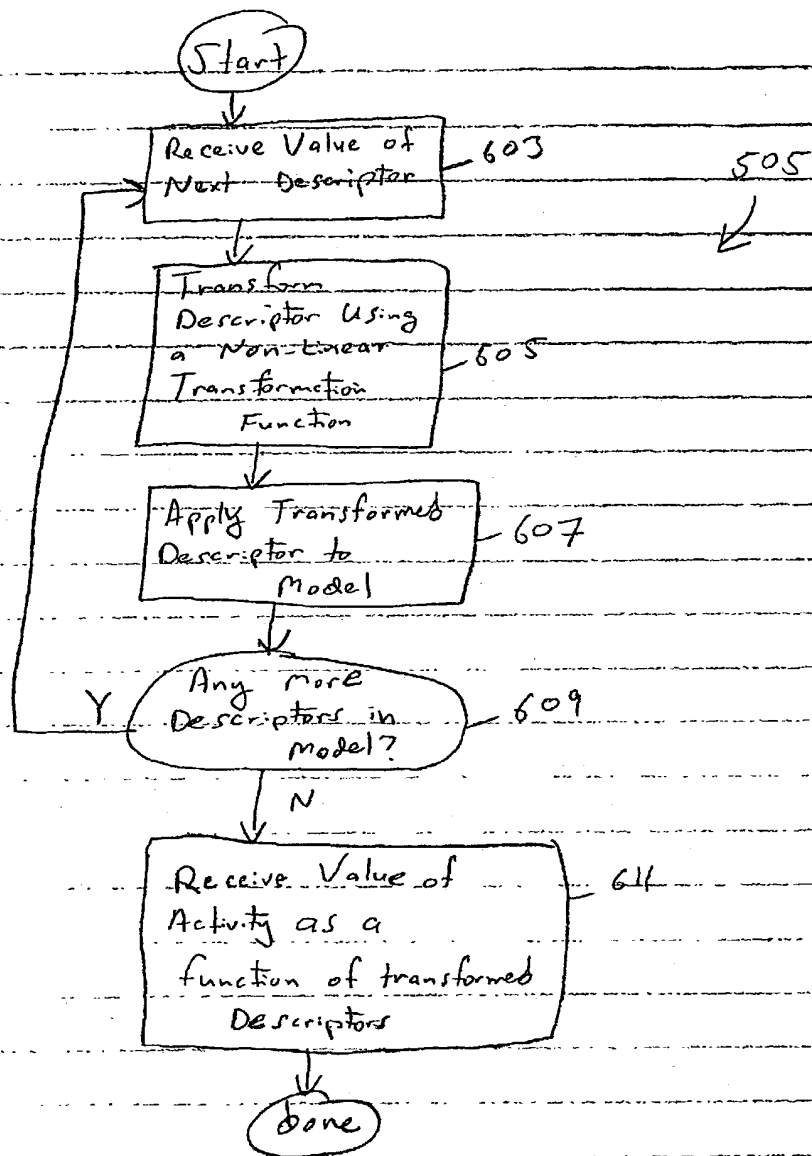 Start
Receive Value of
Next Descriptor
603
505
Transform
Descriptor Using
a Non-Linear
Transformction
Function
605
Apply Transformed
Descriptor to
Model
607
Any more
Descriptors in
Model?
609
Y
N
Receive Value of
Activity as a
function of transformed
Descriptors
611
Done